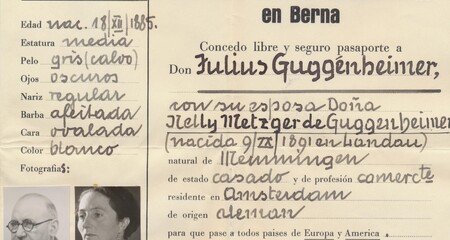 Edad nac. 18/XII/1885.
Estatura media
Pelo gris (calvo)
Ojos oscuros
Nariz regular
Barba afeitada
Cara ovalada
Color blanco
Fotografías:
en Berna
Concedo libre y seguro pasaporte a
Don Julius Guggenheimer,
con su esposa Doña
Nelly Metzger de Guggenheimer
(nacida 9/IX/1891 en Landau)
natural de Memmingen
de estado casado y de profesión comercte
residente en Amsterdam
de origen aleman
para que pase a todos paises de Europa y America